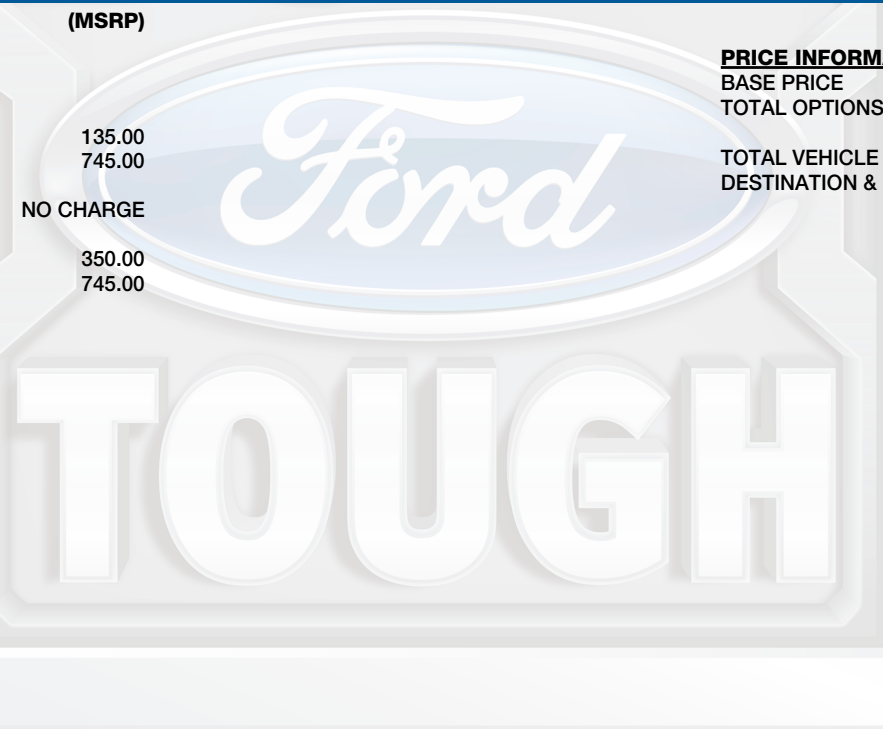 (MSRP)
135.00
745.00
NO CHARGE
350.00
745.00
PRICE INFORMA
BASE PRICE
TOTAL OPTIONS
TOTAL VEHICLE
DESTINATION &
Ford
TOUGH